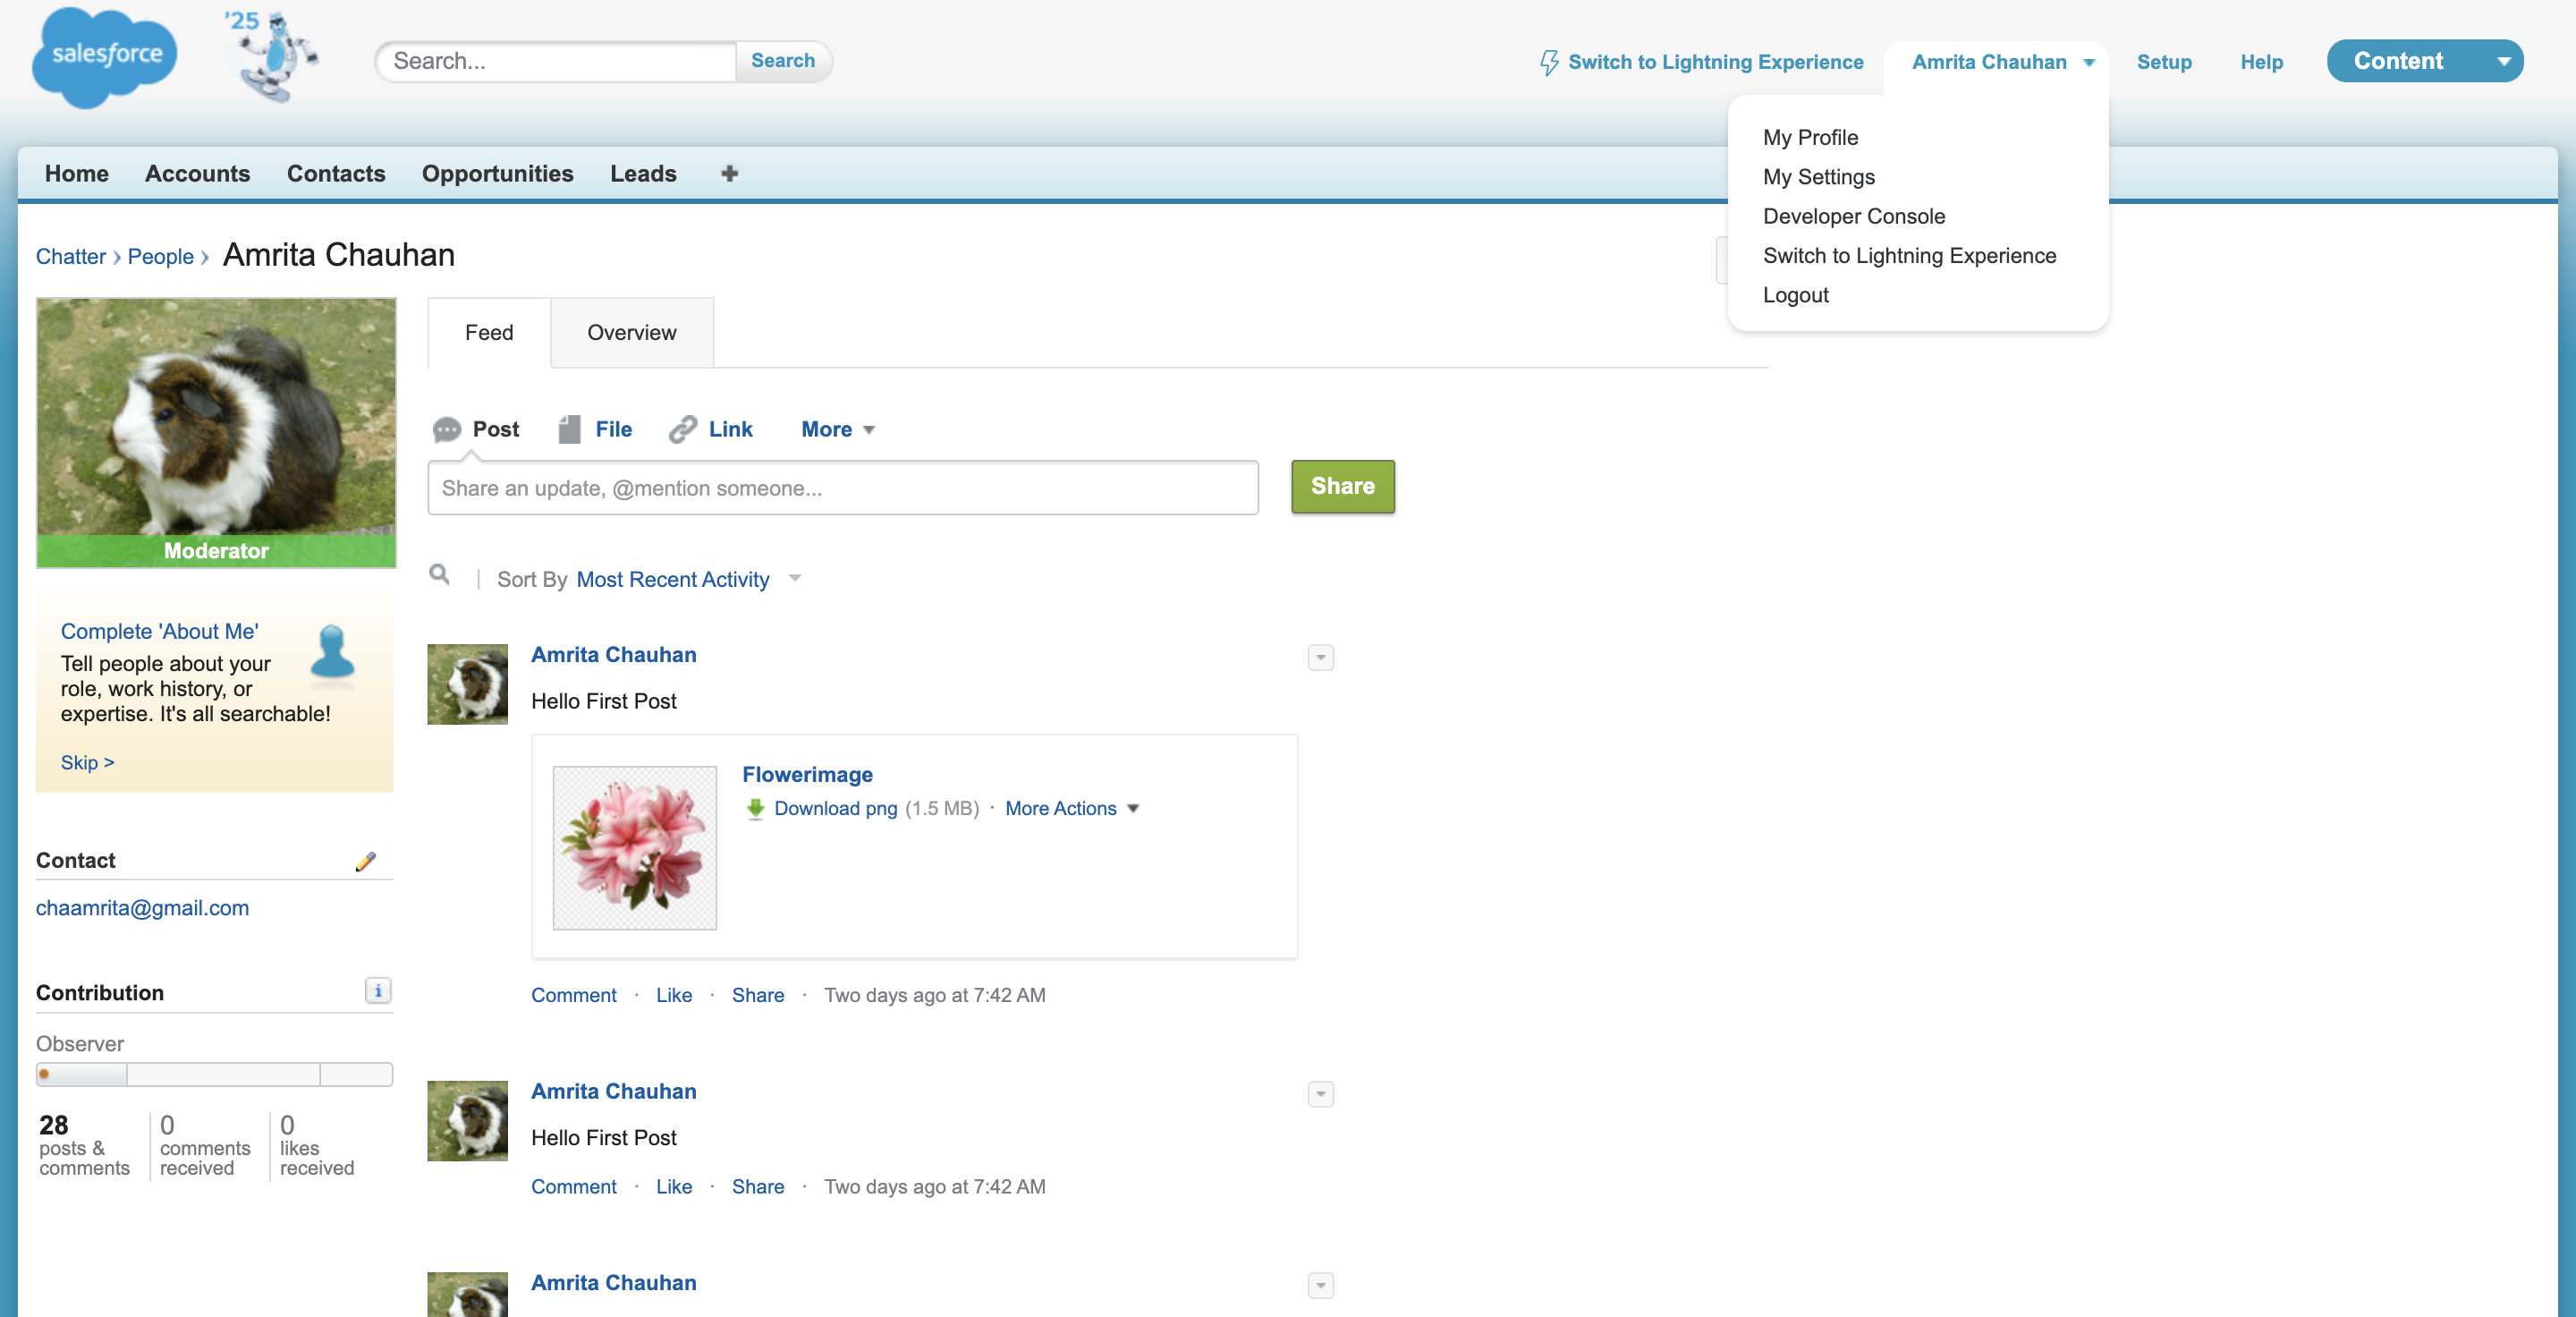 salesforce
'25
Search...
Search
Switch to Lightning Experience
Amrita Chauhan
Setup
Help
Content
My Profile
My Settings
Developer Console
Switch to Lightning Experience
Logout
Home
Accounts
Contacts
Opportunities
Leads
Chatter › People › Amrita Chauhan
Moderator
Complete 'About Me'
Tell people about your
role, work history, or
expertise. It's all searchable!
Skip >
Contact
chaamrita@gmail.com
Contribution
Observer
28
posts &
comments
0
comments
received
0
likes
received
Feed
Overview
Post
File
Link
More
Share an update, @mention someone...
Share
| Sort By Most Recent Activity
Amrita Chauhan
Hello First Post
Flowerimage
Download png (1.5 MB) · More Actions
Comment · Like · Share · Two days ago at 7:42 AM
Amrita Chauhan
Hello First Post
Comment · Like · Share · Two days ago at 7:42 AM
Amrita Chauhan